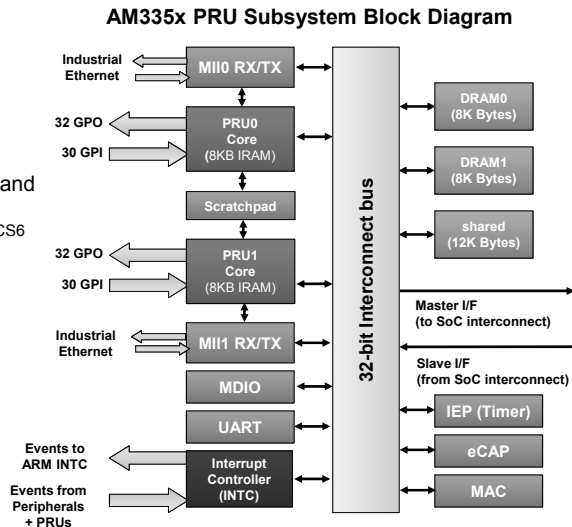 AM335x PRU Subsystem Block Diagram
Industrial
Ethernet
MII0 RX/TX
32 GPO
30 GPI
PRU0
Core
(8KB IRAM)
and
CS6
Scratchpad
32 GPO
30 GPI
PRU1
Core
(8KB IRAM)
Industrial
Ethernet
MII1 RX/TX
MDIO
UART
Events to
ARM INTC
Events from
Peripherals
+ PRUs
Interrupt
Controller
(INTC)
32-bit Interconnect bus
DRAM0
(8K Bytes)
DRAM1
(8K Bytes)
shared
(12K Bytes)
Master I/F
(to SoC interconnect)
Slave I/F
(from SoC interconnect)
IEP (Timer)
eCAP
MAC